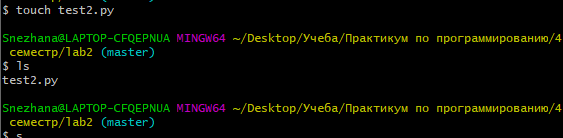 $ touch test2.py
Snezhana@LAPTOP-CFQEPNUA MINGW64 ~/Desktop/Учеба/Практикум по программированию/4
семестр/lab2 (master)
$ ls
test2.py
Snezhana@LAPTOP-CFQEPNUA MINGW64 ~/Desktop/Учеба/Практикум по программированию/4
семестр/lab2 (master)
$